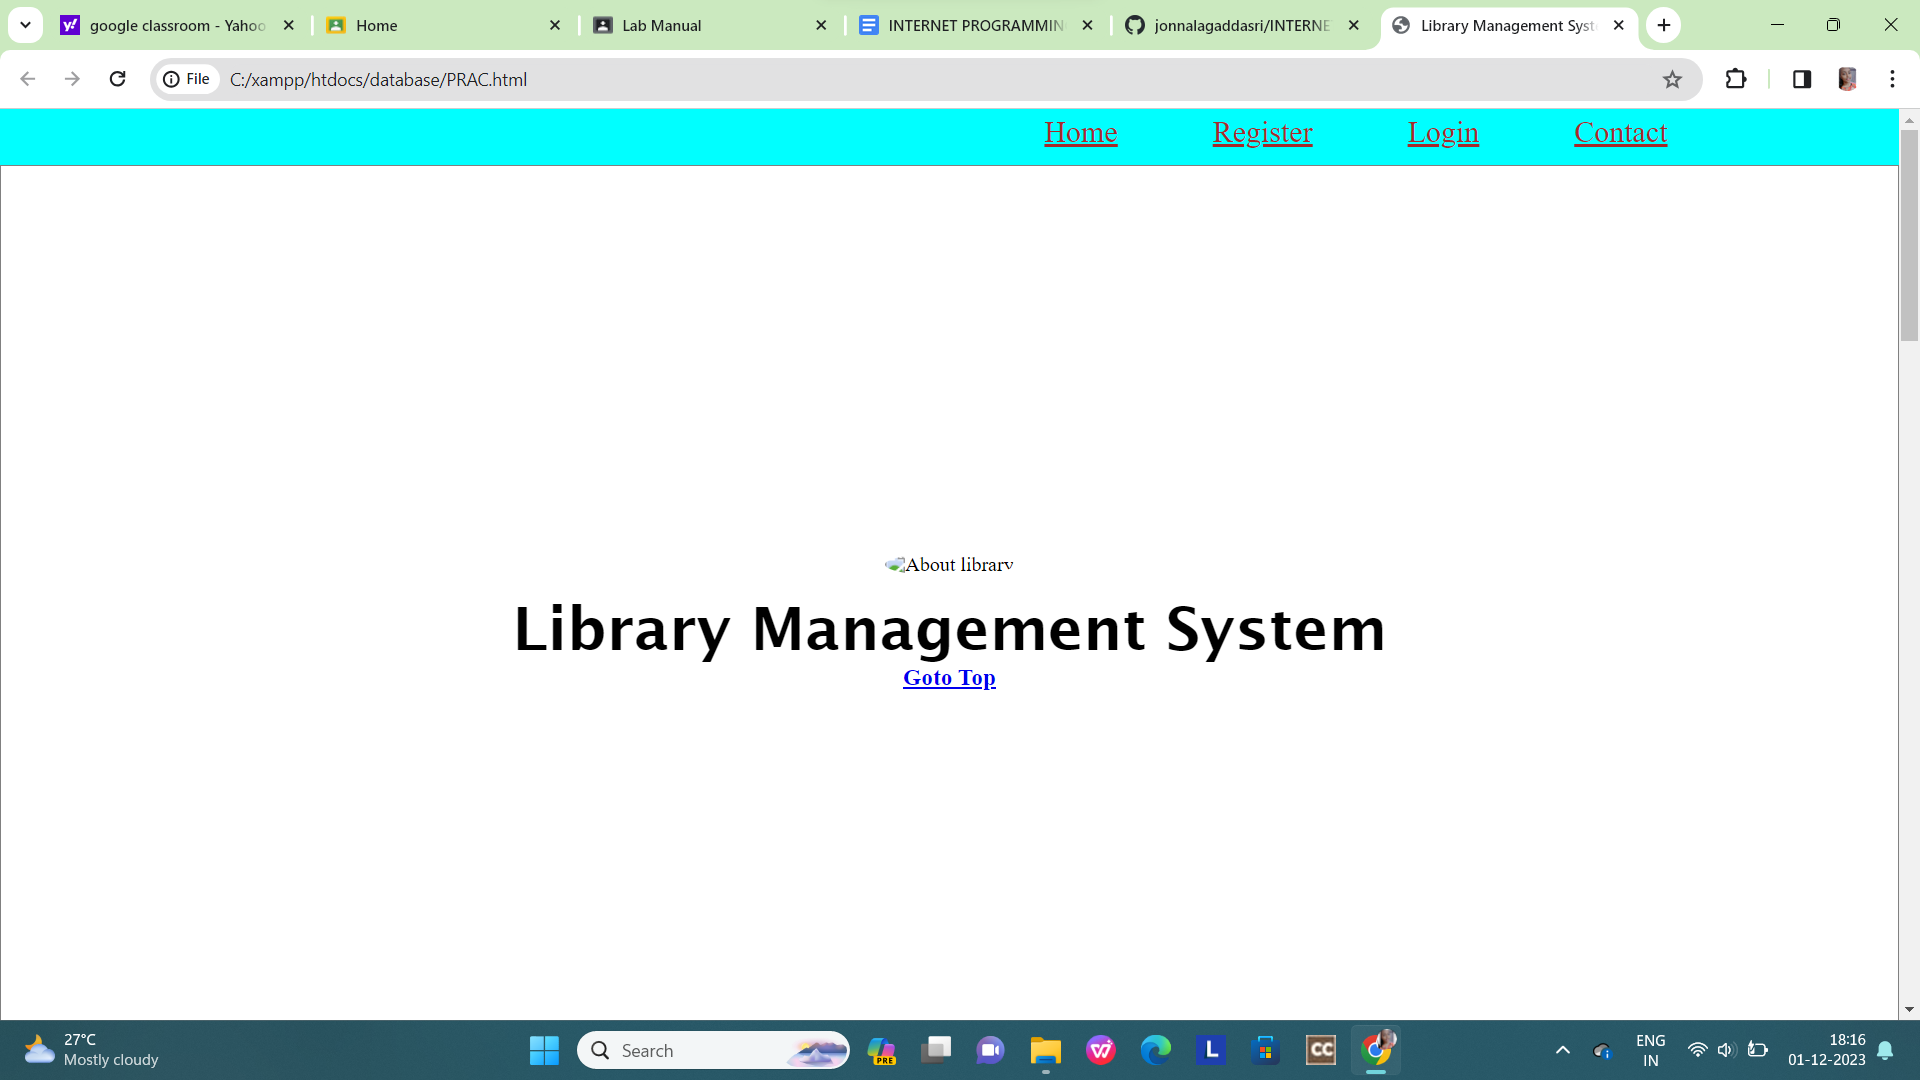 google classroom - Yahoo
Home
Lab Manual
INTERNET PROGRAMMIN
jonnalagaddasri/INTERNE
Library Management Syst
File
C:/xampp/htdocs/database/PRAC.html
Home Register Login Contact
About library
Library Management System
Goto Top
27°C
Mostly cloudy
Search
PRE
L
CC
ENG
IN
18:16
01-12-2023